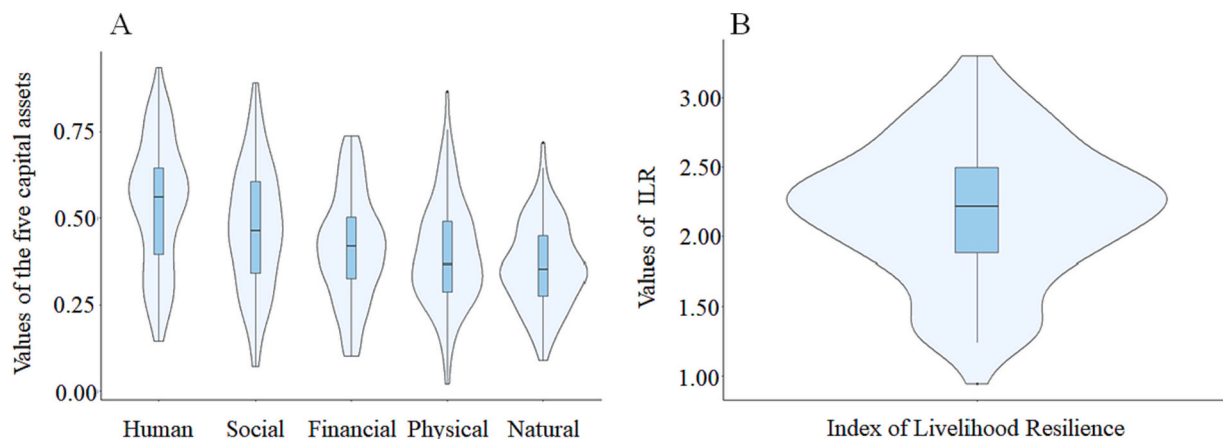 A
Values of the five capital assets
0.75
0.50
0.25
0.00
Human Social Financial Physical Natural
B
Values of ILR
3.00
2.50
2.00
1.50
1.00
Index of Livelihood Resilience